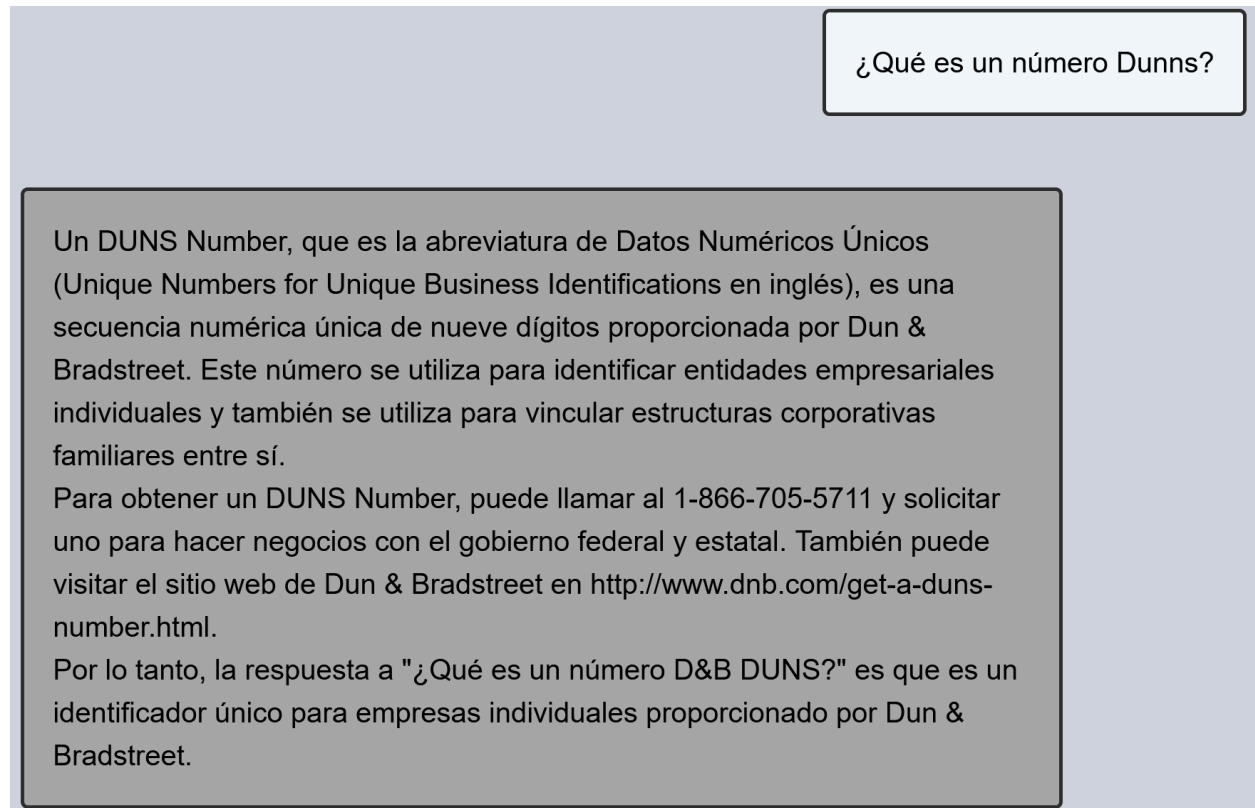 ¿Qué es un número Dunns?
Un DUNS Number, que es la abreviatura de Datos Numéricos Únicos
(Unique Numbers for Unique Business Identifications en inglés), es una
secuencia numérica única de nueve dígitos proporcionada por Dun &
Bradstreet. Este número se utiliza para identificar entidades empresariales
individuales y también se utiliza para vincular estructuras corporativas
familiares entre sí.
Para obtener un DUNS Number, puede llamar al 1-866-705-5711 y solicitar
uno para hacer negocios con el gobierno federal y estatal. También puede
visitar el sitio web de Dun & Bradstreet en http://www.dnb.com/get-a-duns-
number.html.
Por lo tanto, la respuesta a "¿Qué es un número D&B DUNS?" es que es un
identificador único para empresas individuales proporcionado por Dun &
Bradstreet.